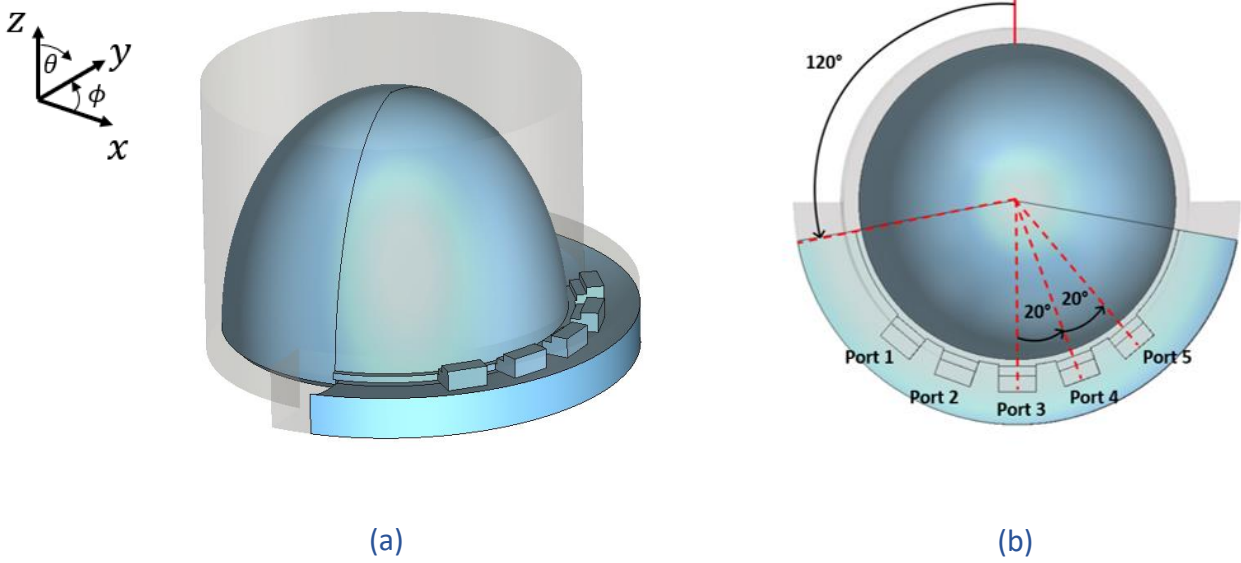 z
θ
y
ϕ
x
120°
20°
20°
Port 1
Port 2
Port 3
Port 4
Port 5
(a)
(b)